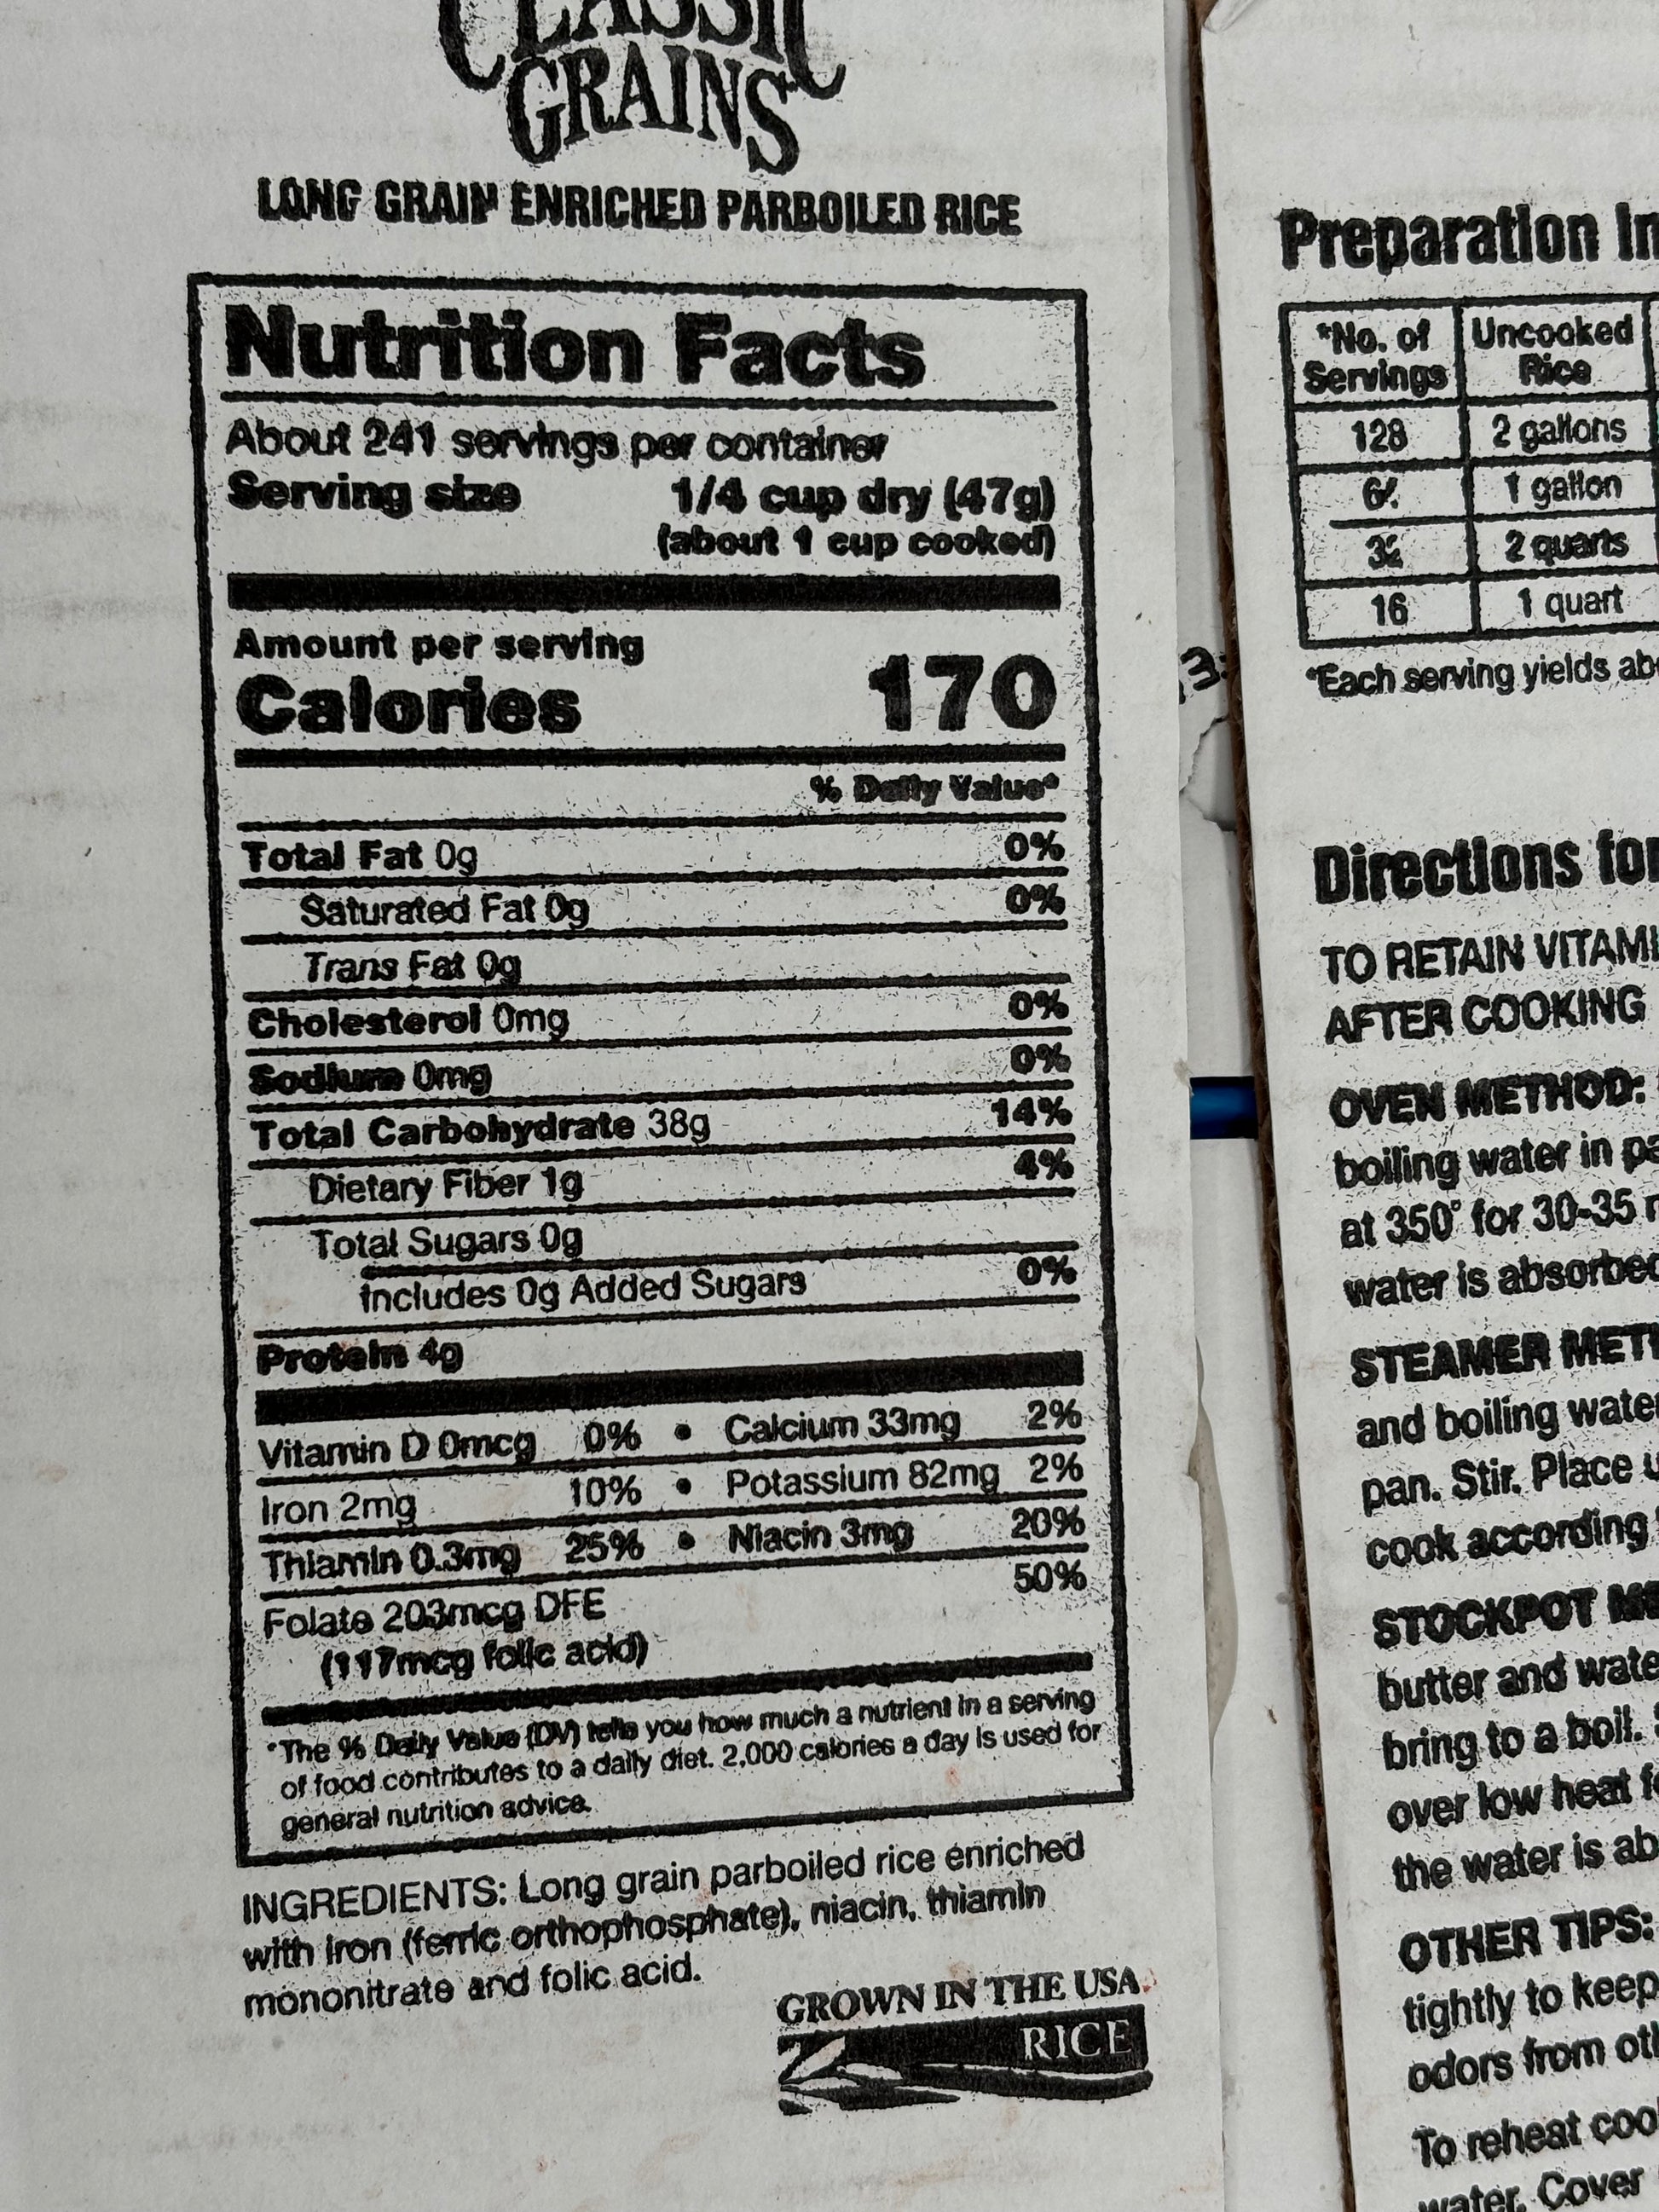 CLASSIC
GRAINS
LONG GRAIN ENRICHED PARBOILED RICE
Nutrition Facts
About 241 servings per container
Serving size 1/4 cup dry (47g)
(about 1 cup cooked)
Amount per serving
Calories 170
% Daily Value*
Total Fat 0g 0%
Saturated Fat 0g 0%
Trans Fat 0g
Cholesterol 0mg 0%
Sodium 0mg 0%
Total Carbohydrate 38g 14%
Dietary Fiber 1g 4%
Total Sugars 0g
Includes 0g Added Sugars 0%
Protein 4g
Vitamin D 0mcg 0% • Calcium 33mg 2%
Iron 2mg 10% • Potassium 82mg 2%
Thiamin 0.3mg 25% • Niacin 3mg 20%
Folate 203mcg DFE 50%
(117mcg folic acid)
*The % Daily Value (DV) tells you how much a nutrient in a serving
of food contributes to a daily diet. 2,000 calories a day is used for
general nutrition advice.
INGREDIENTS: Long grain parboiled rice enriched
with iron (ferric orthophosphate), niacin, thiamin
mononitrate and folic acid.
GROWN IN THE USA
RICE
Preparation
*No. of Uncooked
Servings Rice
128 2 gallons
64 1 gallon
32 2 quarts
16 1 quart
*Each serving yields
Directions for
TO RETAIN
AFTER COOKING
OVEN METHOD:
boiling water in
at 350° for 30-35
water is
STEAMER
and boiling
pan. Stir. Place
cook according
STOCKPOT
butter and
bring to a boil.
over low heat
the water is
OTHER TIPS:
tightly to
odors from
To reheat
water. Cover